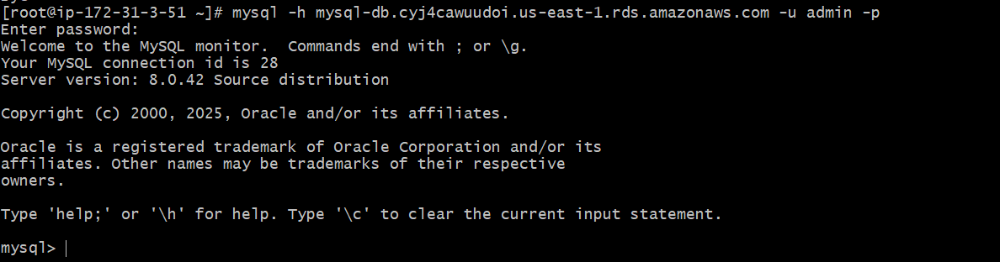 [root@ip-172-31-3-51 ~]# mysql -h mysql-db.cyj4cawuudoi.us-east-1.rds.amazonaws.com -u admin -p
Enter password:
Welcome to the MySQL monitor.  Commands end with ; or \g.
Your MySQL connection id is 28
Server version: 8.0.42 Source distribution

Copyright (c) 2000, 2025, Oracle and/or its affiliates.

Oracle is a registered trademark of Oracle Corporation and/or its
affiliates. Other names may be trademarks of their respective
owners.

Type 'help;' or '\h' for help. Type '\c' to clear the current input statement.

mysql>